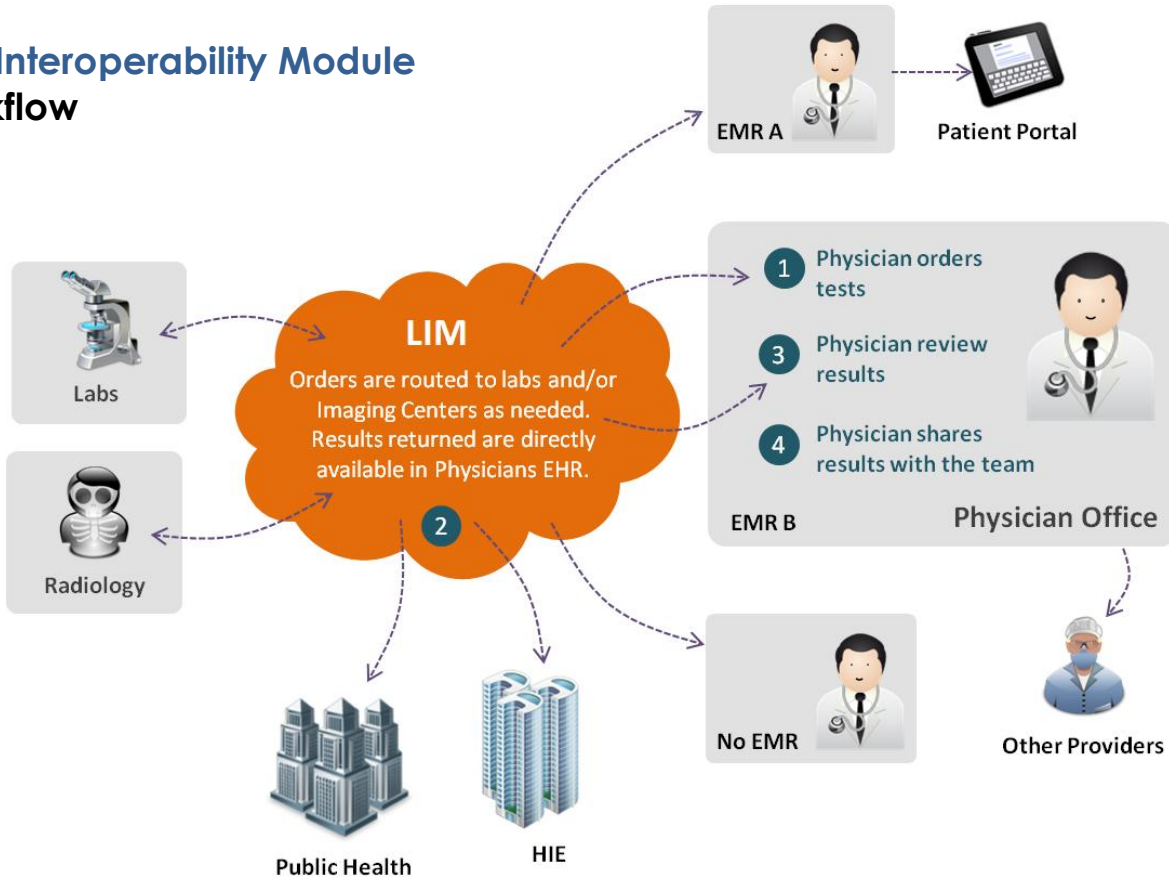 Interoperability Module
flow
EMR A
Patient Portal
Labs
Radiology
LIM
Orders are routed to labs and/or
Imaging Centers as needed.
Results returned are directly
available in Physicians EHR.
2
1
Physician orders
tests
3
Physician review
results
4
Physician shares
results with the team
EMR B
Physician Office
No EMR
Other Providers
Public Health
HIE